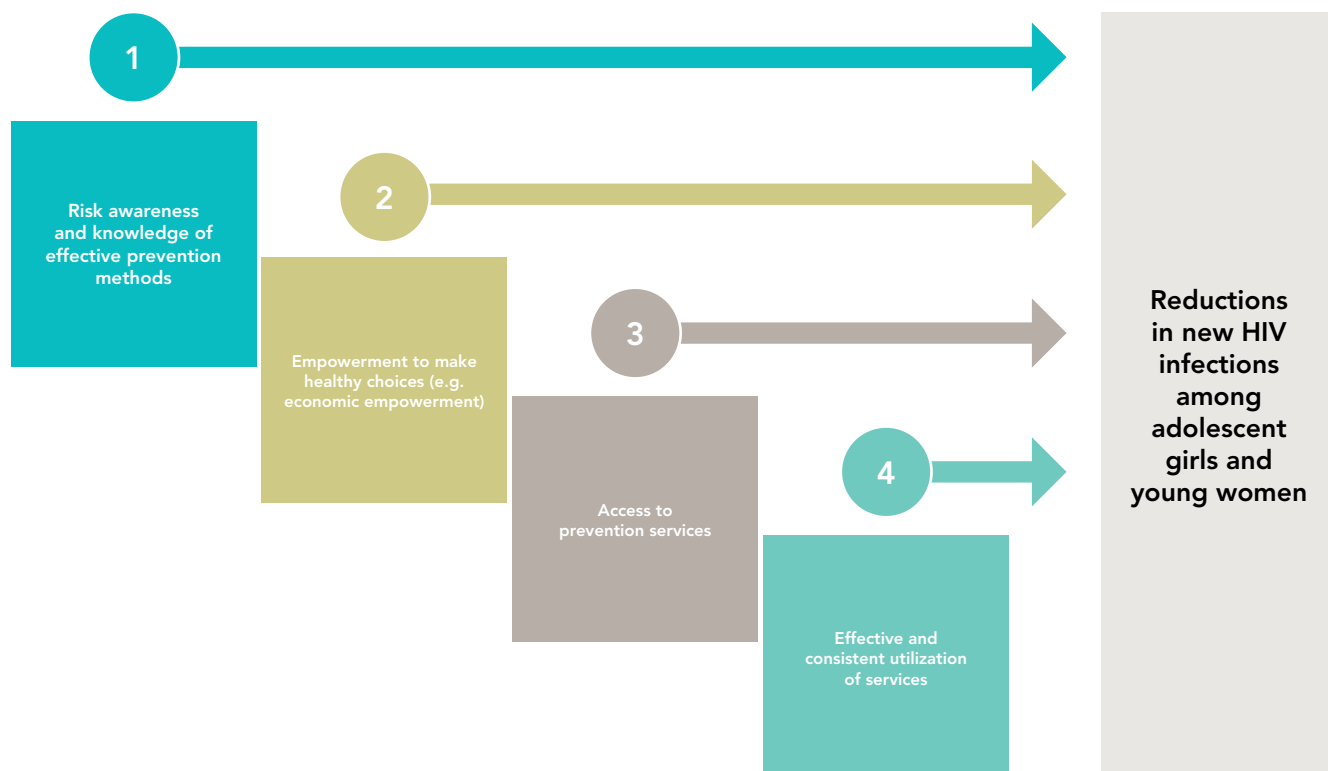 1
Risk awareness
and knowledge of
effective prevention
methods
2
Empowerment to make
healthy choices (e.g.
economic empowerment)
3
Access to
prevention services
4
Effective and
consistent utilization
of services
Reductions
in new HIV
infections
among
adolescent
girls and
young women